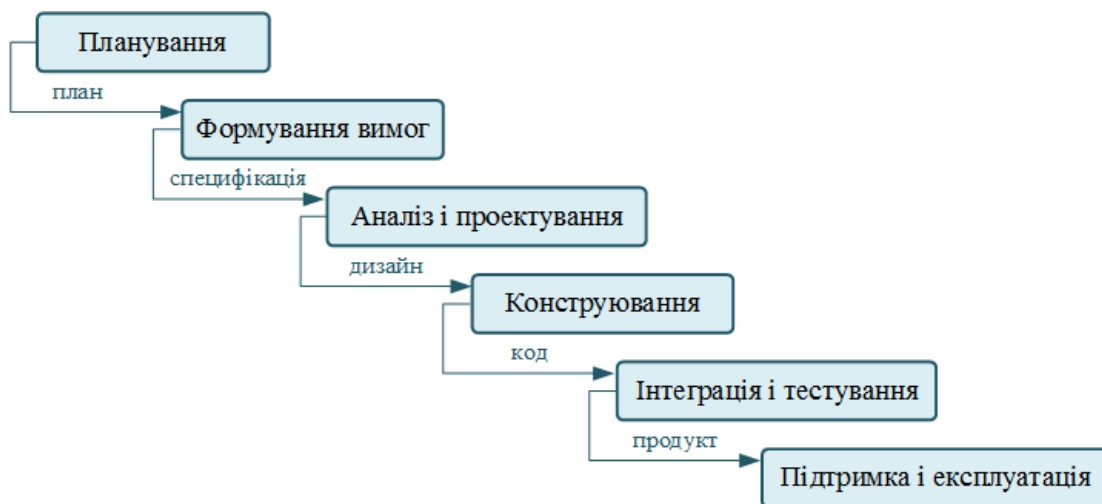 Планування
план
Формування вимог
специфікація
Аналіз і проектування
дизайн
Конструювання
код
Інтеграція і тестування
продукт
Підтримка і експлуатація